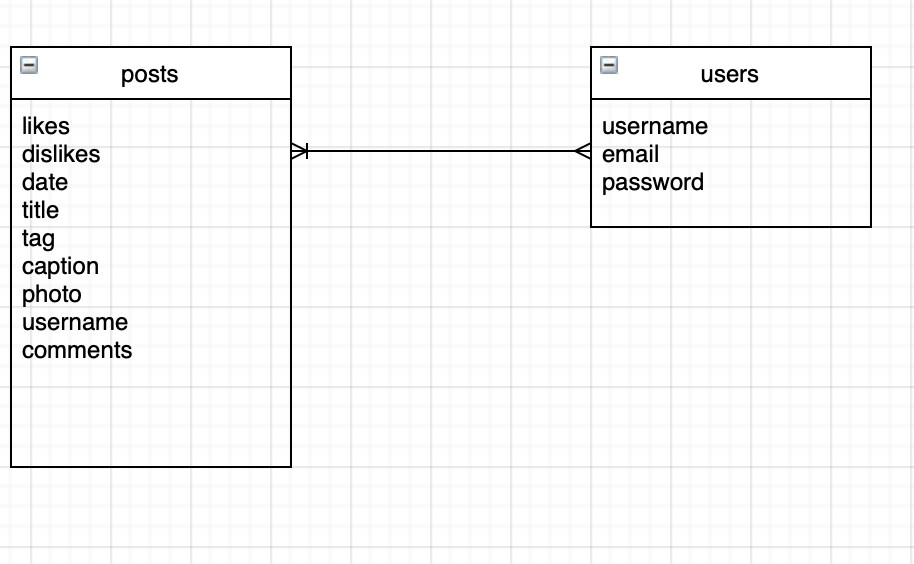 posts
likes
dislikes
date
title
tag
caption
photo
username
comments
users
username
email
password